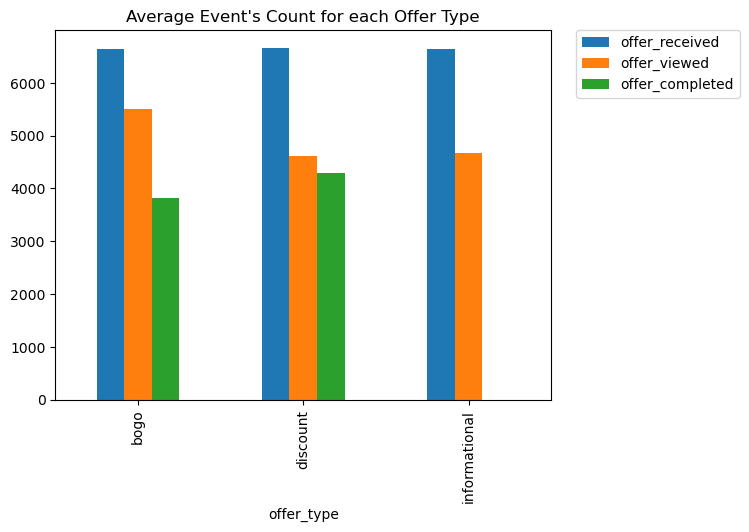 Average Event's Count for each Offer Type
offer_received
offer_viewed
offer_completed
6000
5000
4000
3000
2000
1000
0
bogo
discount
informational
offer_type